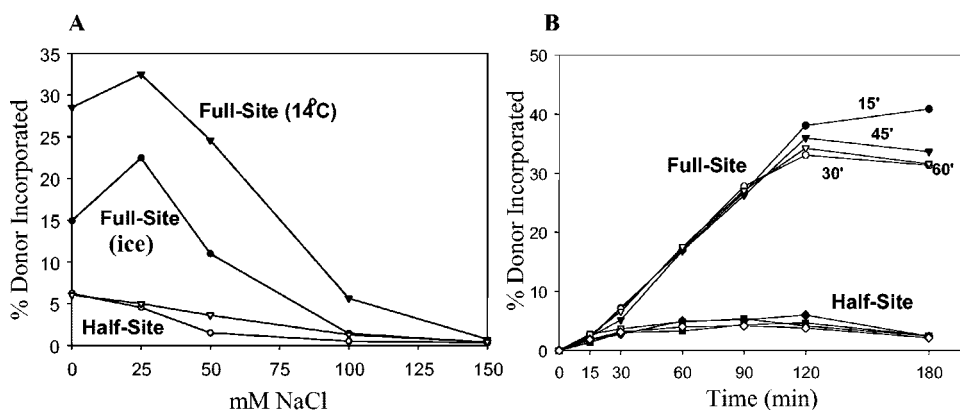 A
% Donor Incorporated
35
30
25
20
15
10
5
0
Full-Site (14°C)
Full-Site
(ice)
Half-Site
0 25 50 75 100 125 150
mM NaCl
B
% Donor Incorporated
50
40
30
20
10
0
15'
45'
60'
30'
Full-Site
Half-Site
0 15 30 60 90 120 180
Time (min)